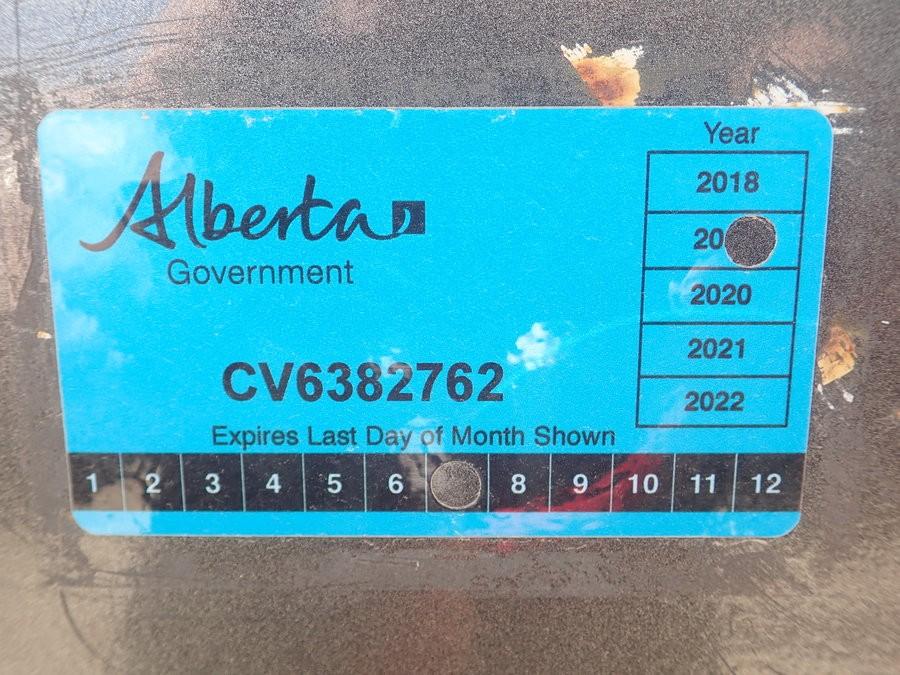 Alberta
Government
CV6382762
Expires Last Day of Month Shown
Year
2018
20
2020
2021
2022
1 2 3 4 5 6 8 9 10 11 12